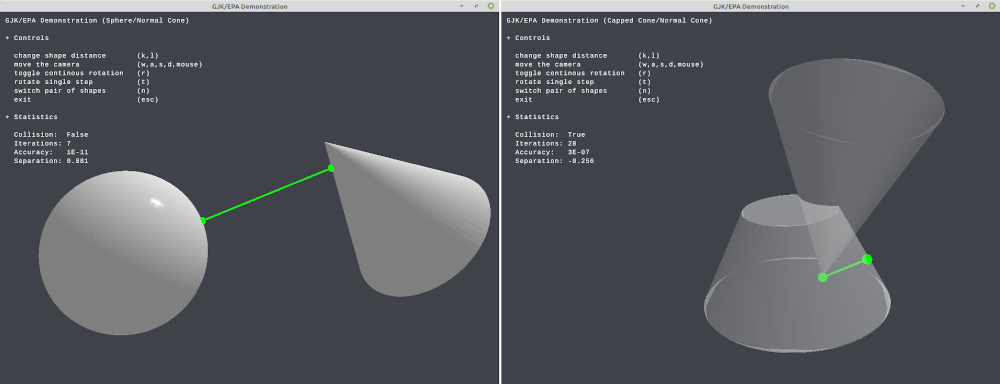 GJK/EPA Demonstration
GJK/EPA Demonstration (Sphere/Normal Cone)
+ Controls
change shape distance (k,l)
move the camera (w,a,s,d,mouse)
toggle continous rotation (r)
rotate single step (t)
switch pair of shapes (n)
exit (esc)
+ Statistics
Collision: False
Iterations: 7
Accuracy: 1E-11
Separation: 0.881
GJK/EPA Demonstration
GJK/EPA Demonstration (Capped Cone/Normal Cone)
+ Controls
change shape distance (k,l)
move the camera (w,a,s,d,mouse)
toggle continous rotation (r)
rotate single step (t)
switch pair of shapes (n)
exit (esc)
+ Statistics
Collision: True
Iterations: 20
Accuracy: 3E-07
Separation: -0.256